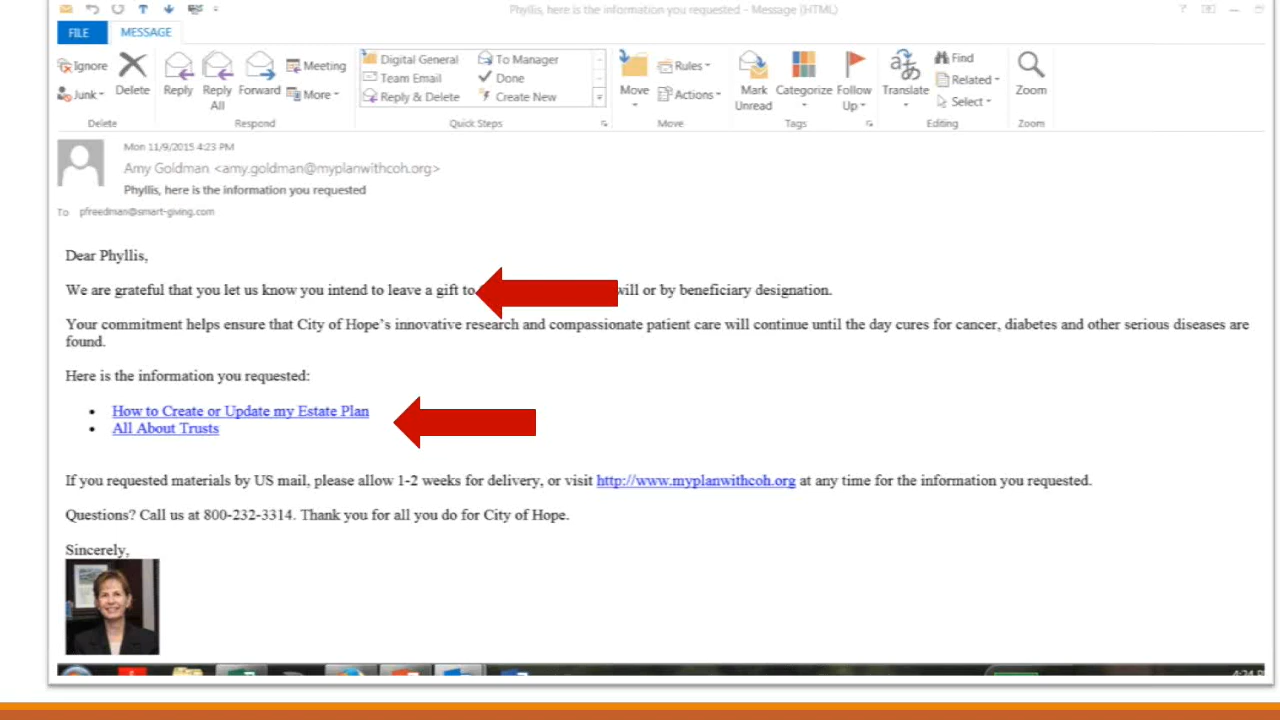 Phyllis, here is the information you requested - Message (HTML)
FILE MESSAGE
Ignore
Junk
Delete
Reply
Reply All
Forward
Meeting
More
Digital General
Team Email
Reply & Delete
To Manager
Done
Create New
Move
Rules
Actions
Mark Unread
Categorize
Follow Up
Translate
Find
Related
Select
Zoom
Delete Respond Quick Steps Move Tags Editing Zoom
Mon 11/9/2015 4:23 PM
Amy Goldman <amy.goldman@myplanwithcoh.org>
Phyllis, here is the information you requested
To pfreedman@smart-giving.com
Dear Phyllis,
We are grateful that you let us know you intend to leave a gift to will or by beneficiary designation.
Your commitment helps ensure that City of Hope's innovative research and compassionate patient care will continue until the day cures for cancer, diabetes and other serious diseases are
found.
Here is the information you requested:
• How to Create or Update my Estate Plan
• All About Trusts
If you requested materials by US mail, please allow 1-2 weeks for delivery, or visit http://www.myplanwithcoh.org at any time for the information you requested.
Questions? Call us at 800-232-3314. Thank you for all you do for City of Hope.
Sincerely,